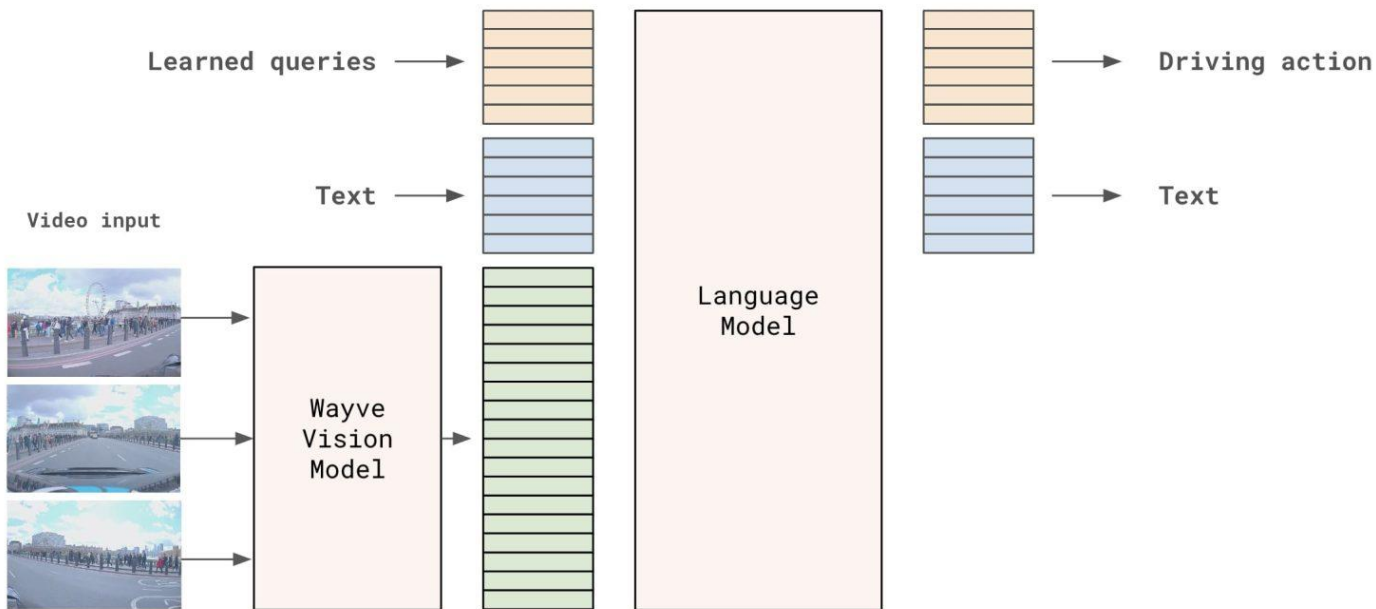 Learned queries
Driving action
Text
Text
Video input
Wayve
Vision
Model
Language
Model